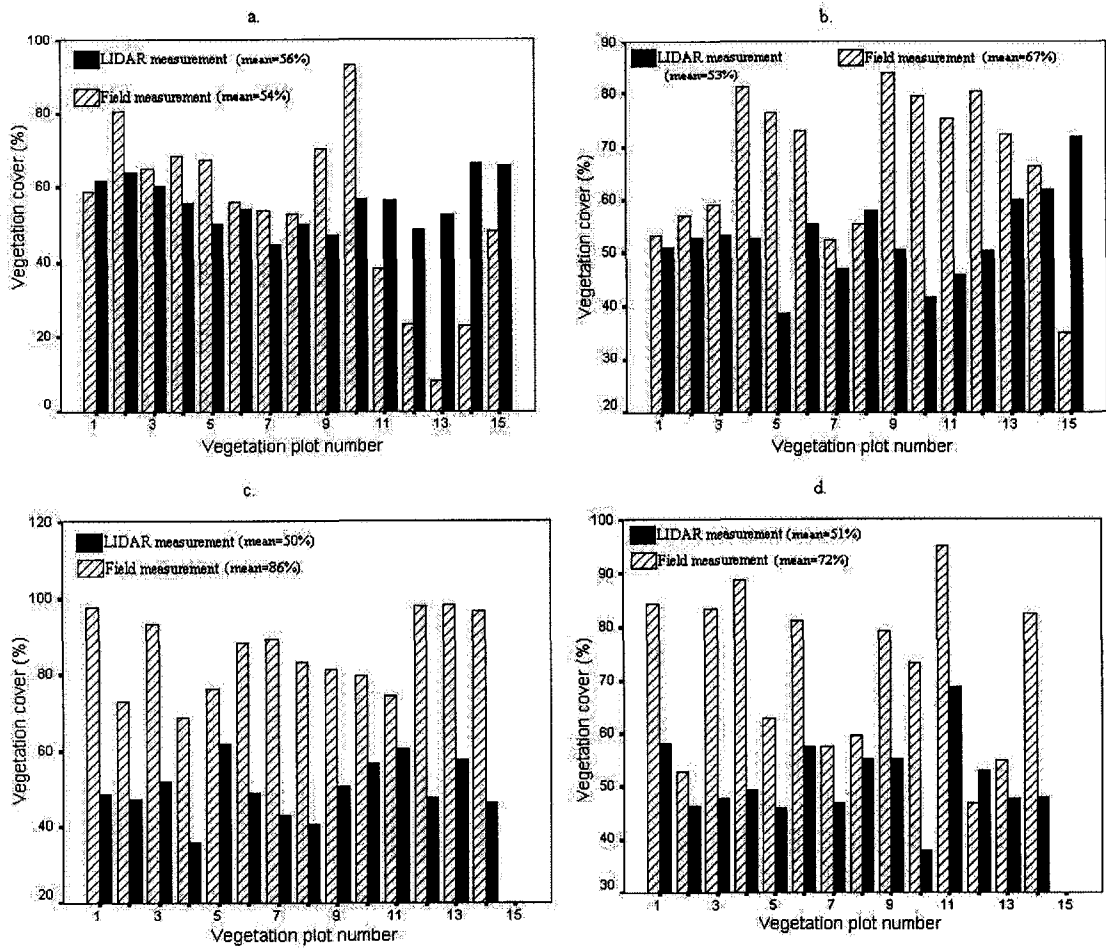 a.
100
80
60
40
20
0
Vegetation cover (%)
LIDAR measurement (mean=56%)
Field measurement (mean=54%)
1 3 5 7 9 11 13 15
Vegetation plot number
b.
90
80
70
60
50
40
30
20
Vegetation cover (%)
LIDAR measurement
(mean=53%)
Field measurement (mean=67%)
1 3 5 7 9 11 13 15
Vegetation plot number
c.
120
100
80
60
40
20
Vegetation cover (%)
LIDAR measurement (mean=50%)
Field measurement (mean=86%)
1 3 5 7 9 11 13 15
Vegetation plot number
d.
100
90
80
70
60
50
40
30
Vegetation cover (%)
LIDAR measurement (mean=51%)
Field measurement (mean=72%)
1 3 5 7 9 11 13 15
Vegetation plot number